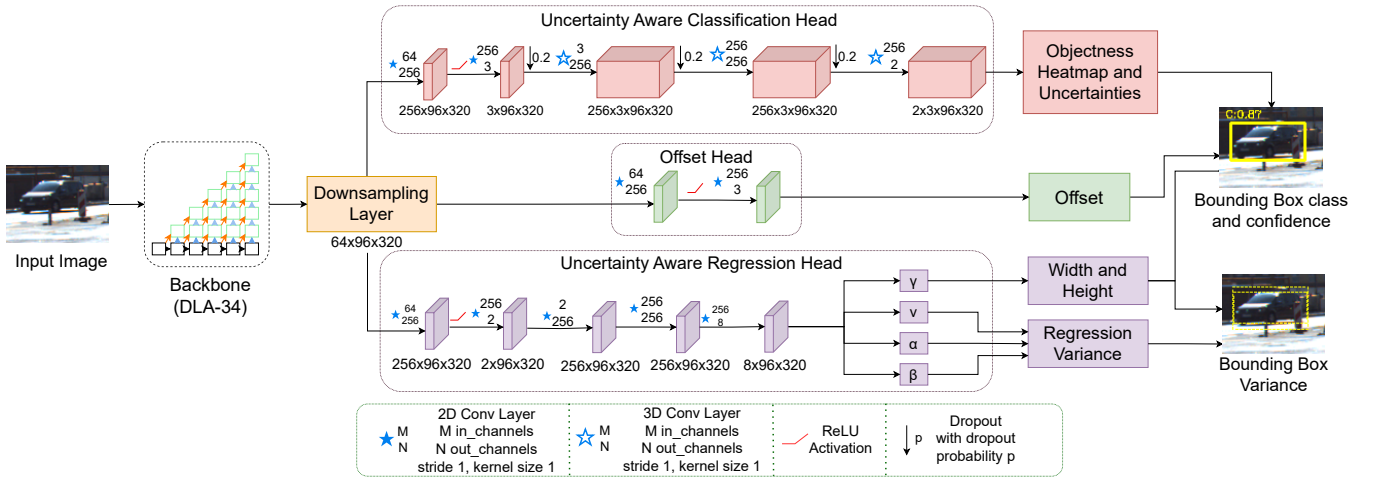 Uncertainty Aware Classification Head
64
256
256
3
0.2
3
256
0.2
256
256
0.2
256
2
256x96x320
3x96x320
256x3x96x320
256x3x96x320
2x3x96x320
Objectness
Heatmap and
Uncertainties
C:0.87
Bounding Box class
and confidence
Input Image
Backbone
(DLA-34)
Downsampling
Layer
64x96x320
Offset Head
64
256
256
3
Offset
Uncertainty Aware Regression Head
64
256
256
2
2
256
256
256
256
8
256x96x320
2x96x320
256x96x320
256x96x320
8x96x320
γ
ν
α
β
Width and
Height
Regression
Variance
Bounding Box
Variance
M
N
2D Conv Layer
M in_channels
N out_channels
stride 1, kernel size 1
M
N
3D Conv Layer
M in_channels
N out_channels
stride 1, kernel size 1
ReLU
Activation
p
Dropout
with dropout
probability p